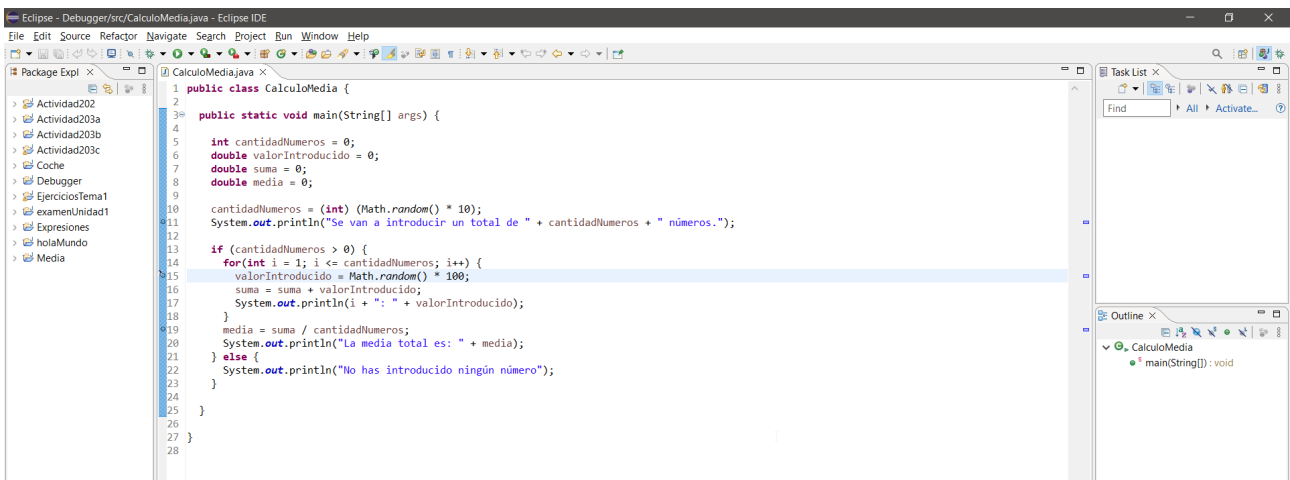 Eclipse - Debugger/src/CalculoMedia.java - Eclipse IDE
File Edit Source Refactor Navigate Search Project Run Window Help
Package Expl
Actividad202
Actividad203a
Actividad203b
Actividad203c
Coche
Debugger
EjerciciosTema1
examenUnidad1
Expresiones
holaMundo
Media
CalculoMedia.java
1 public class CalculoMedia {
2
3 public static void main(String[] args) {
4
5 int cantidadNumeros = 0;
6 double valorIntroducido = 0;
7 double suma = 0;
8 double media = 0;
9
10 cantidadNumeros = (int) (Math.random() * 10);
11 System.out.println("Se van a introducir un total de " + cantidadNumeros + " números.");
12
13 if (cantidadNumeros > 0) {
14 for(int i = 1; i <= cantidadNumeros; i++) {
15 valorIntroducido = Math.random() * 100;
16 suma = suma + valorIntroducido;
17 System.out.println(i + ": " + valorIntroducido);
18 }
19 media = suma / cantidadNumeros;
20 System.out.println("La media total es: " + media);
21 } else {
22 System.out.println("No has introducido ningún número");
23 }
24
25 }
26
27 }
28
Task List
Find All Activate...
Outline
CalculoMedia
main(String[]) : void